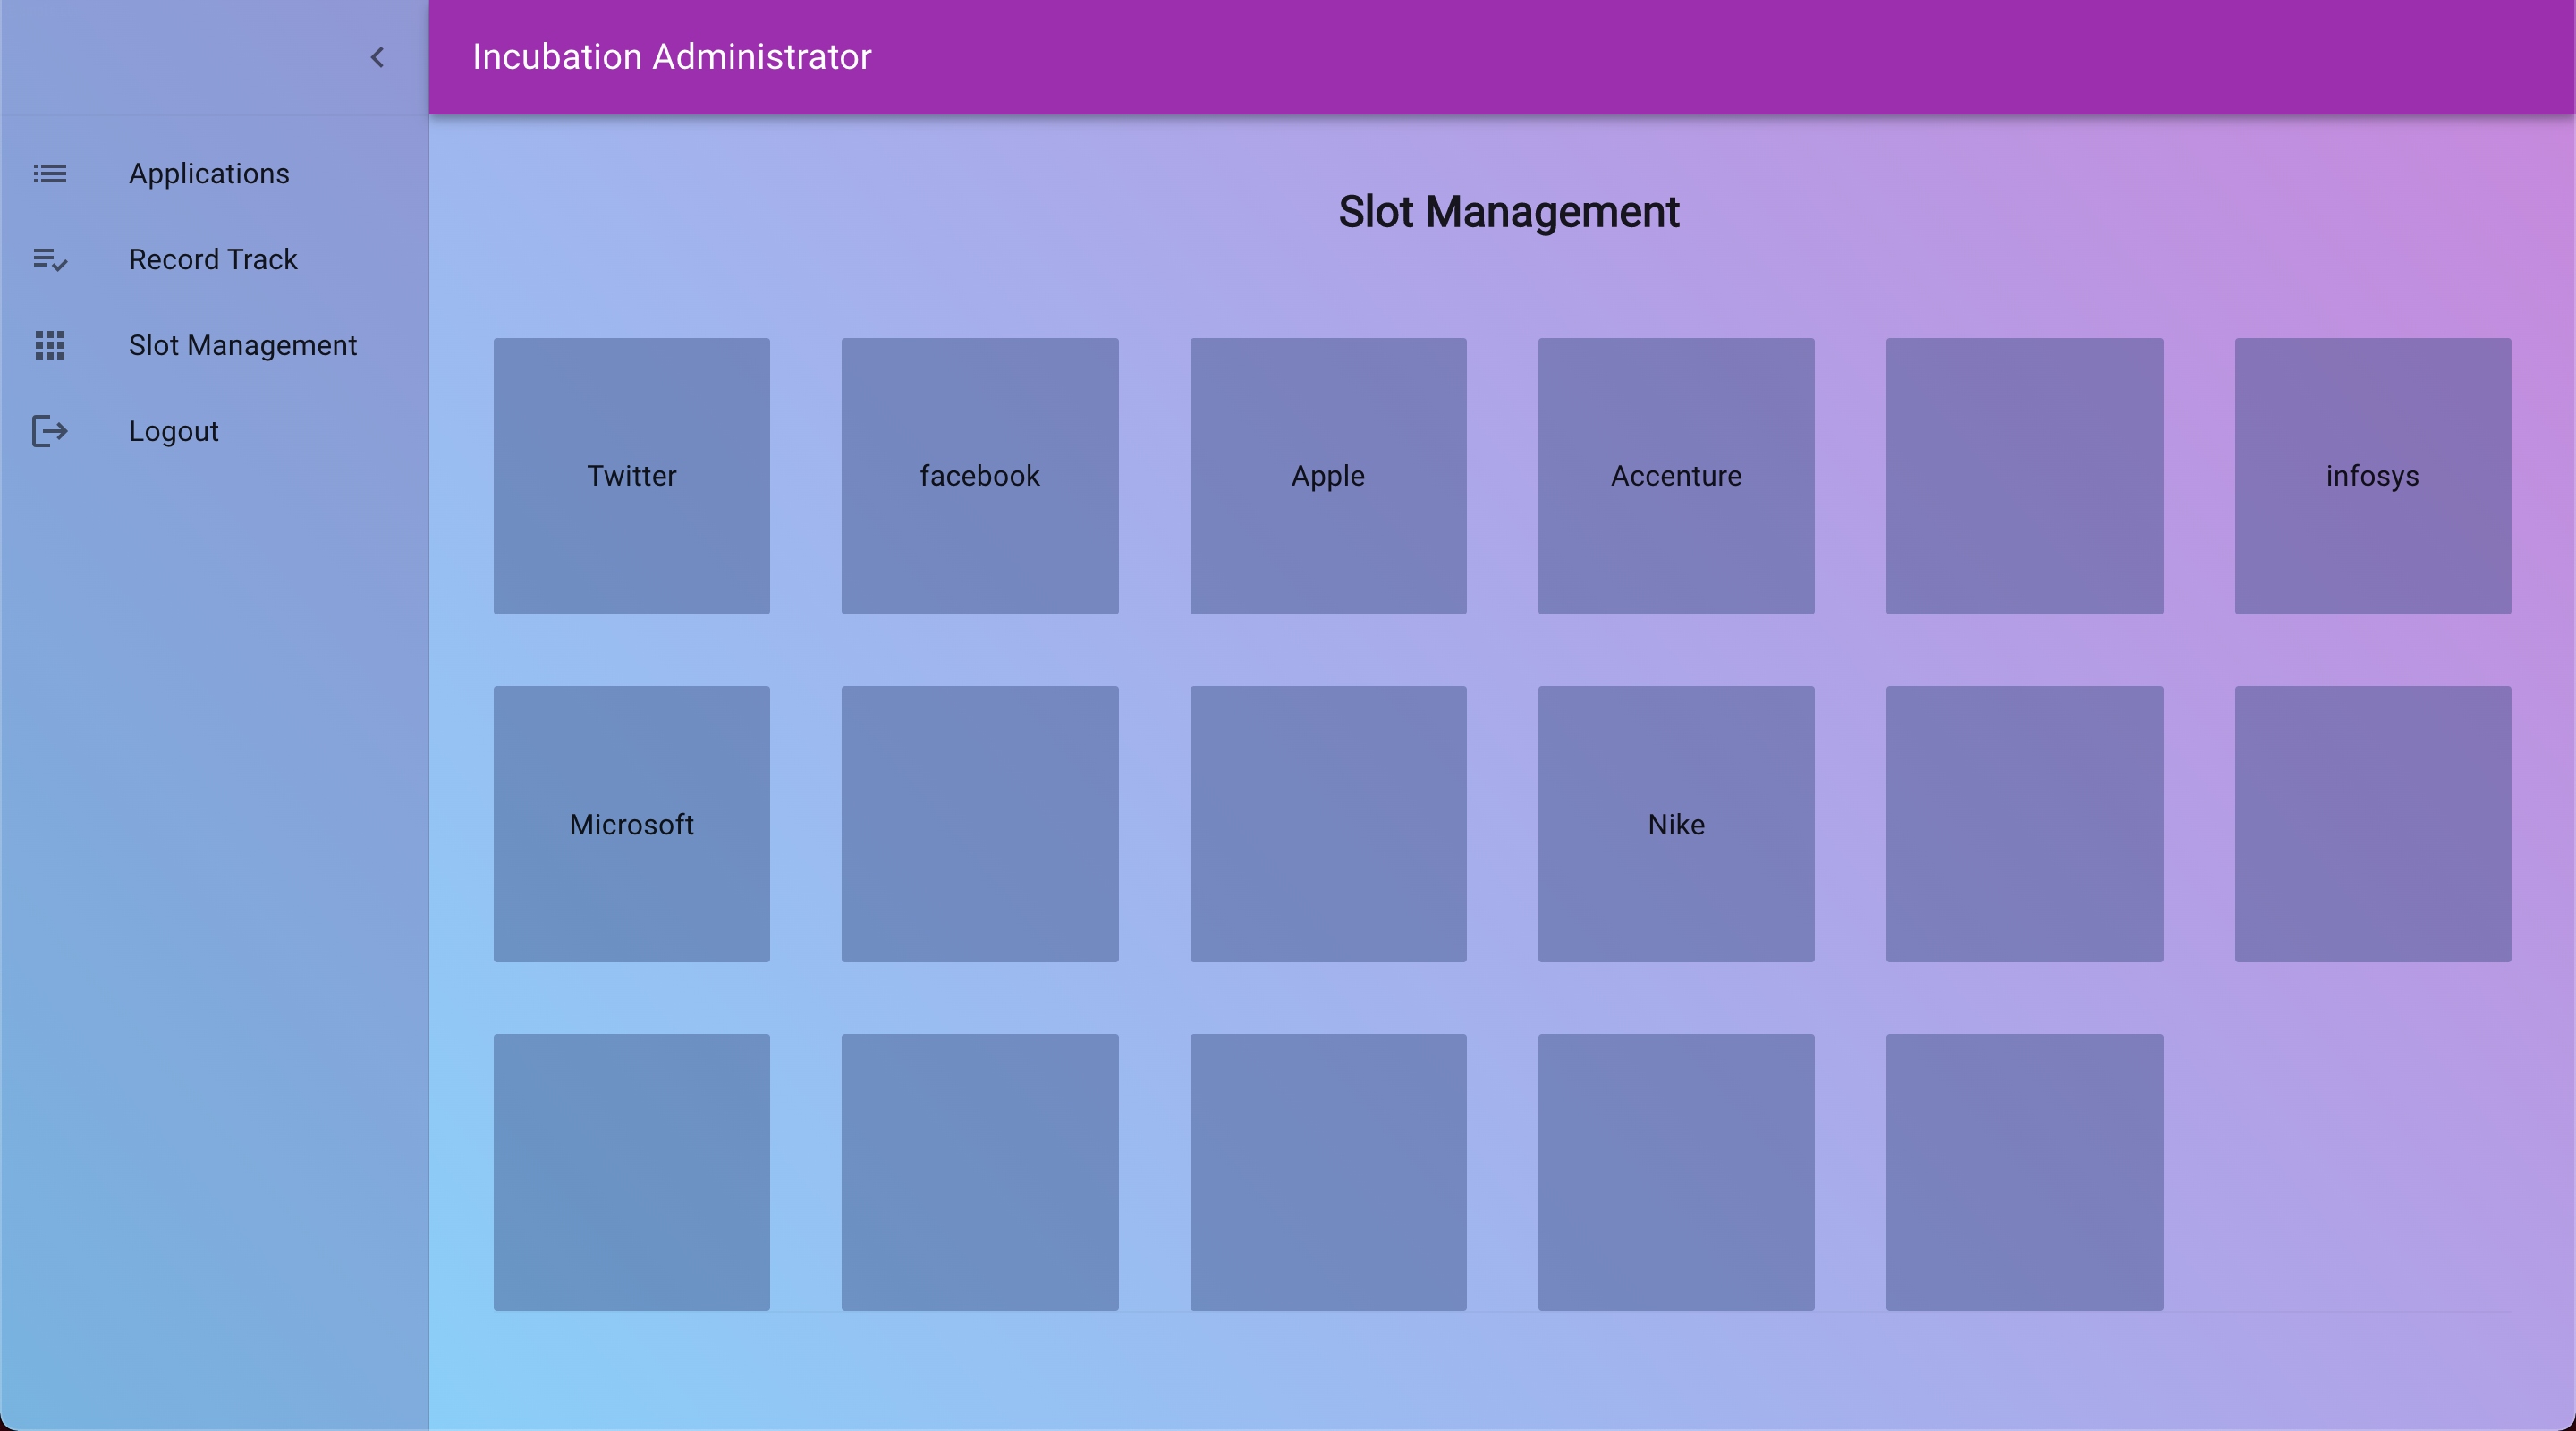 Incubation Administrator
Applications
Record Track
Slot Management
Logout
Slot Management
Twitter
facebook
Apple
Accenture
infosys
Microsoft
Nike